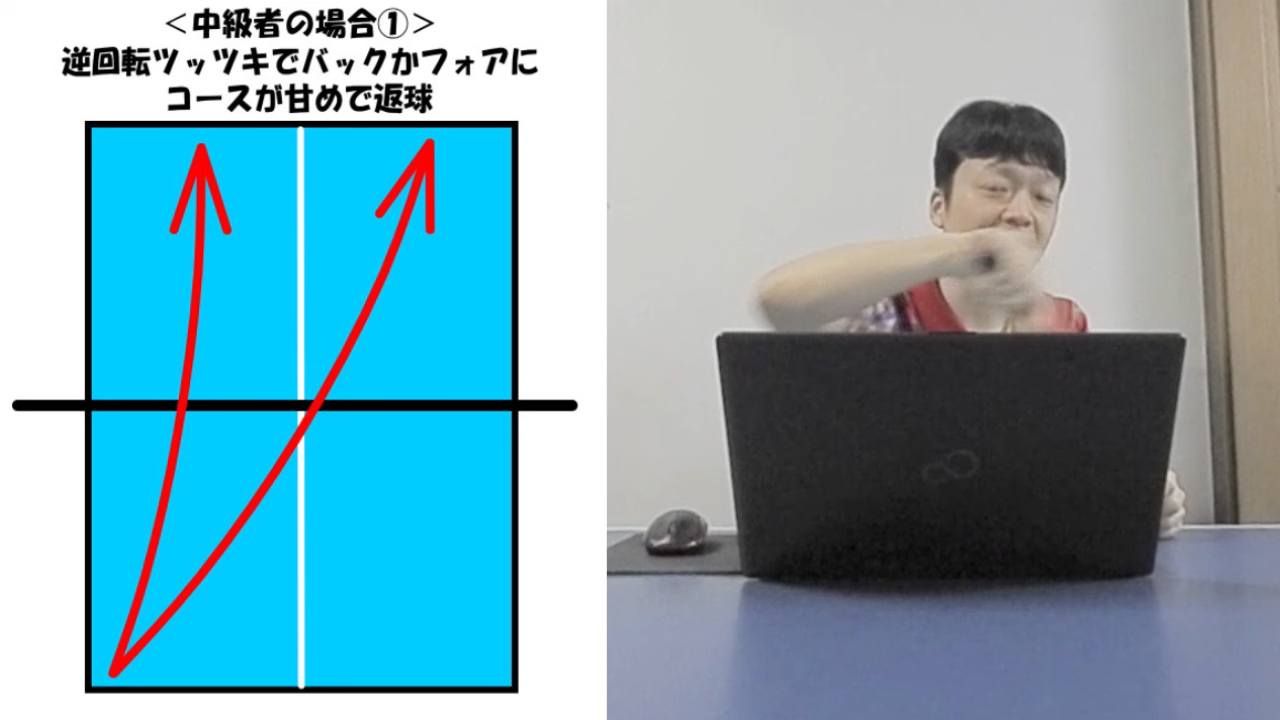 ＜中級者の場合①＞
逆回転ツッツキでバックかフォアに
コースが甘めで返球